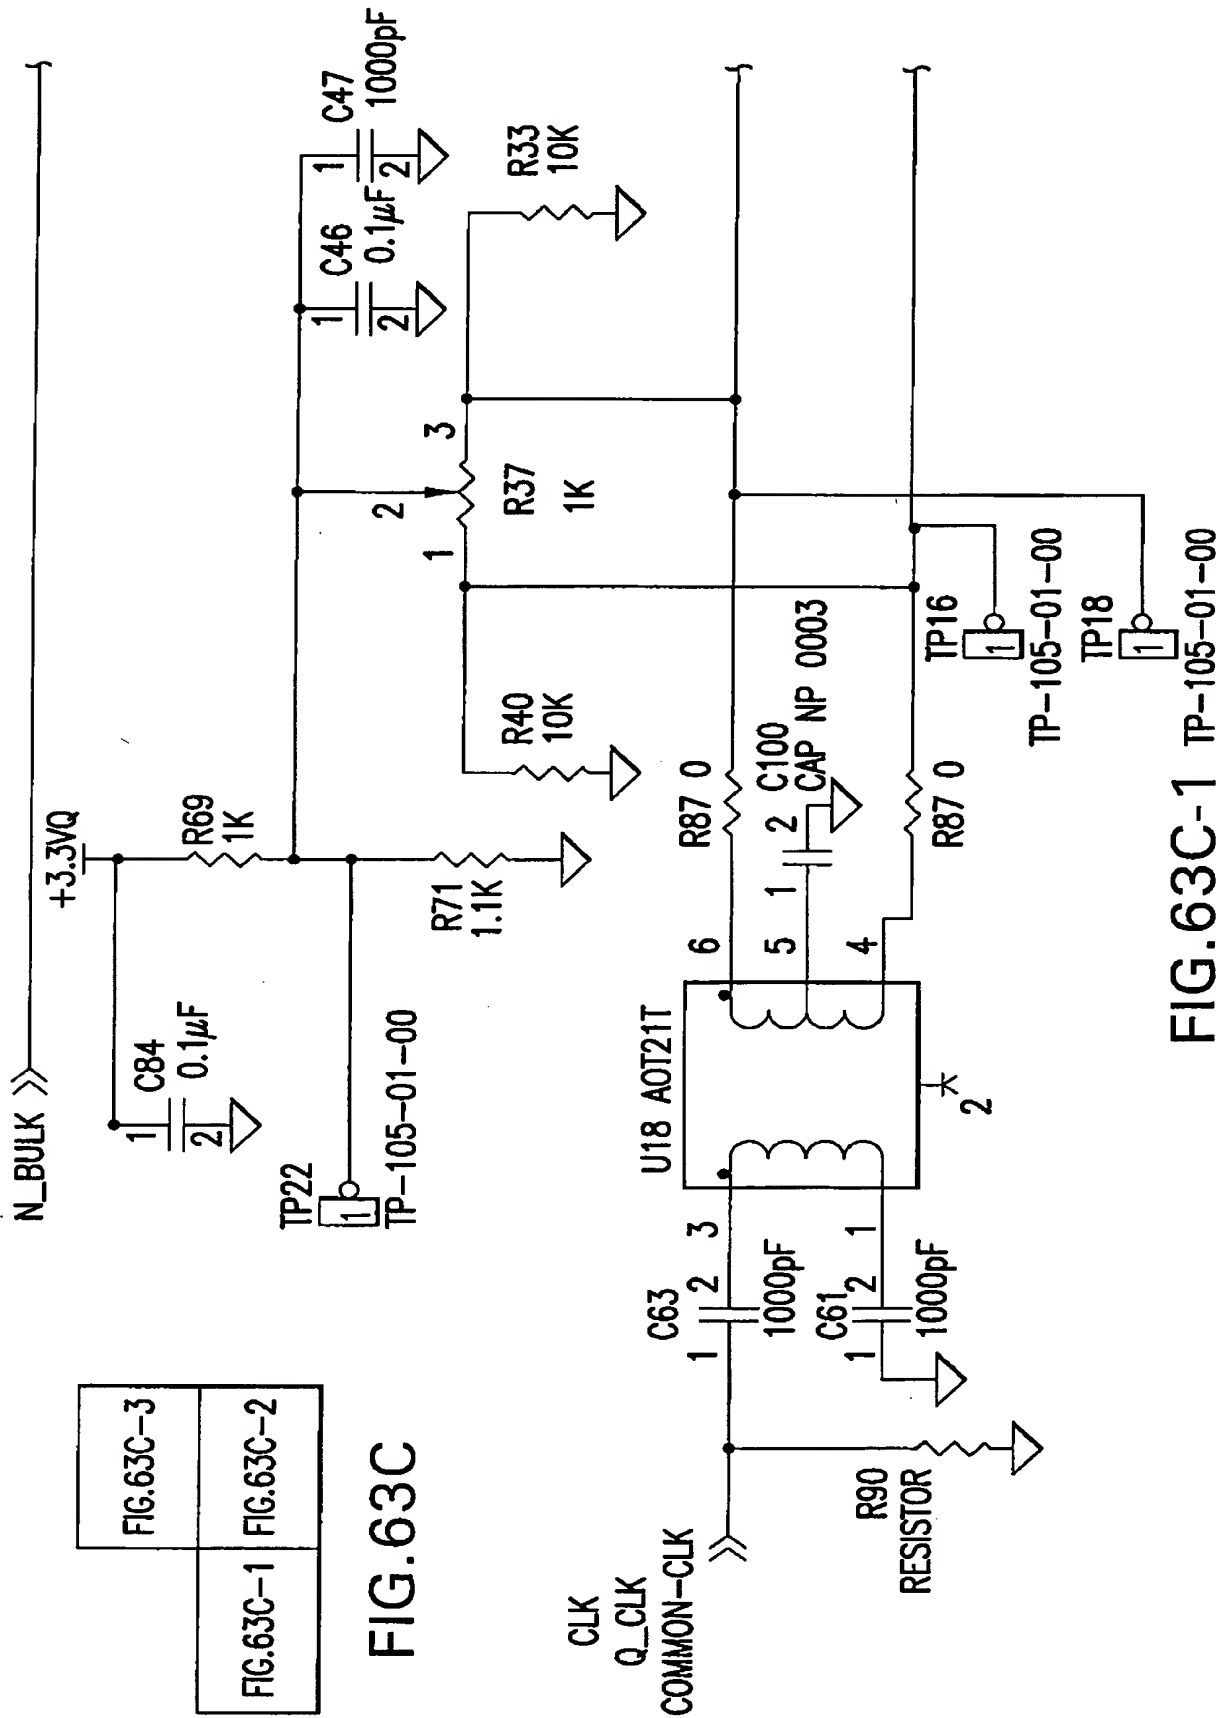 N_BULK
+3.3VQ
C84
0.1µF
1
2
R69
1K
TP22
1
TP-105-01-00
R71
1.1K
C46
0.1µF
1
2
C47
1000pF
1
2
R40
10K
1
2
3
R37
1K
R33
10K
FIG.63C-3
FIG.63C-1
FIG.63C-2
FIG.63C
CLK
Q_CLK
COMMON-CLK
R90
RESISTOR
C63
1
2
1000pF
C61
1
2
1000pF
3
1
U18 AOT21T
2
6
5
4
R87 0
C100
CAP NP 0003
1
2
R87 0
TP16
1
TP-105-01-00
TP18
1
TP-105-01-00
FIG.63C-1